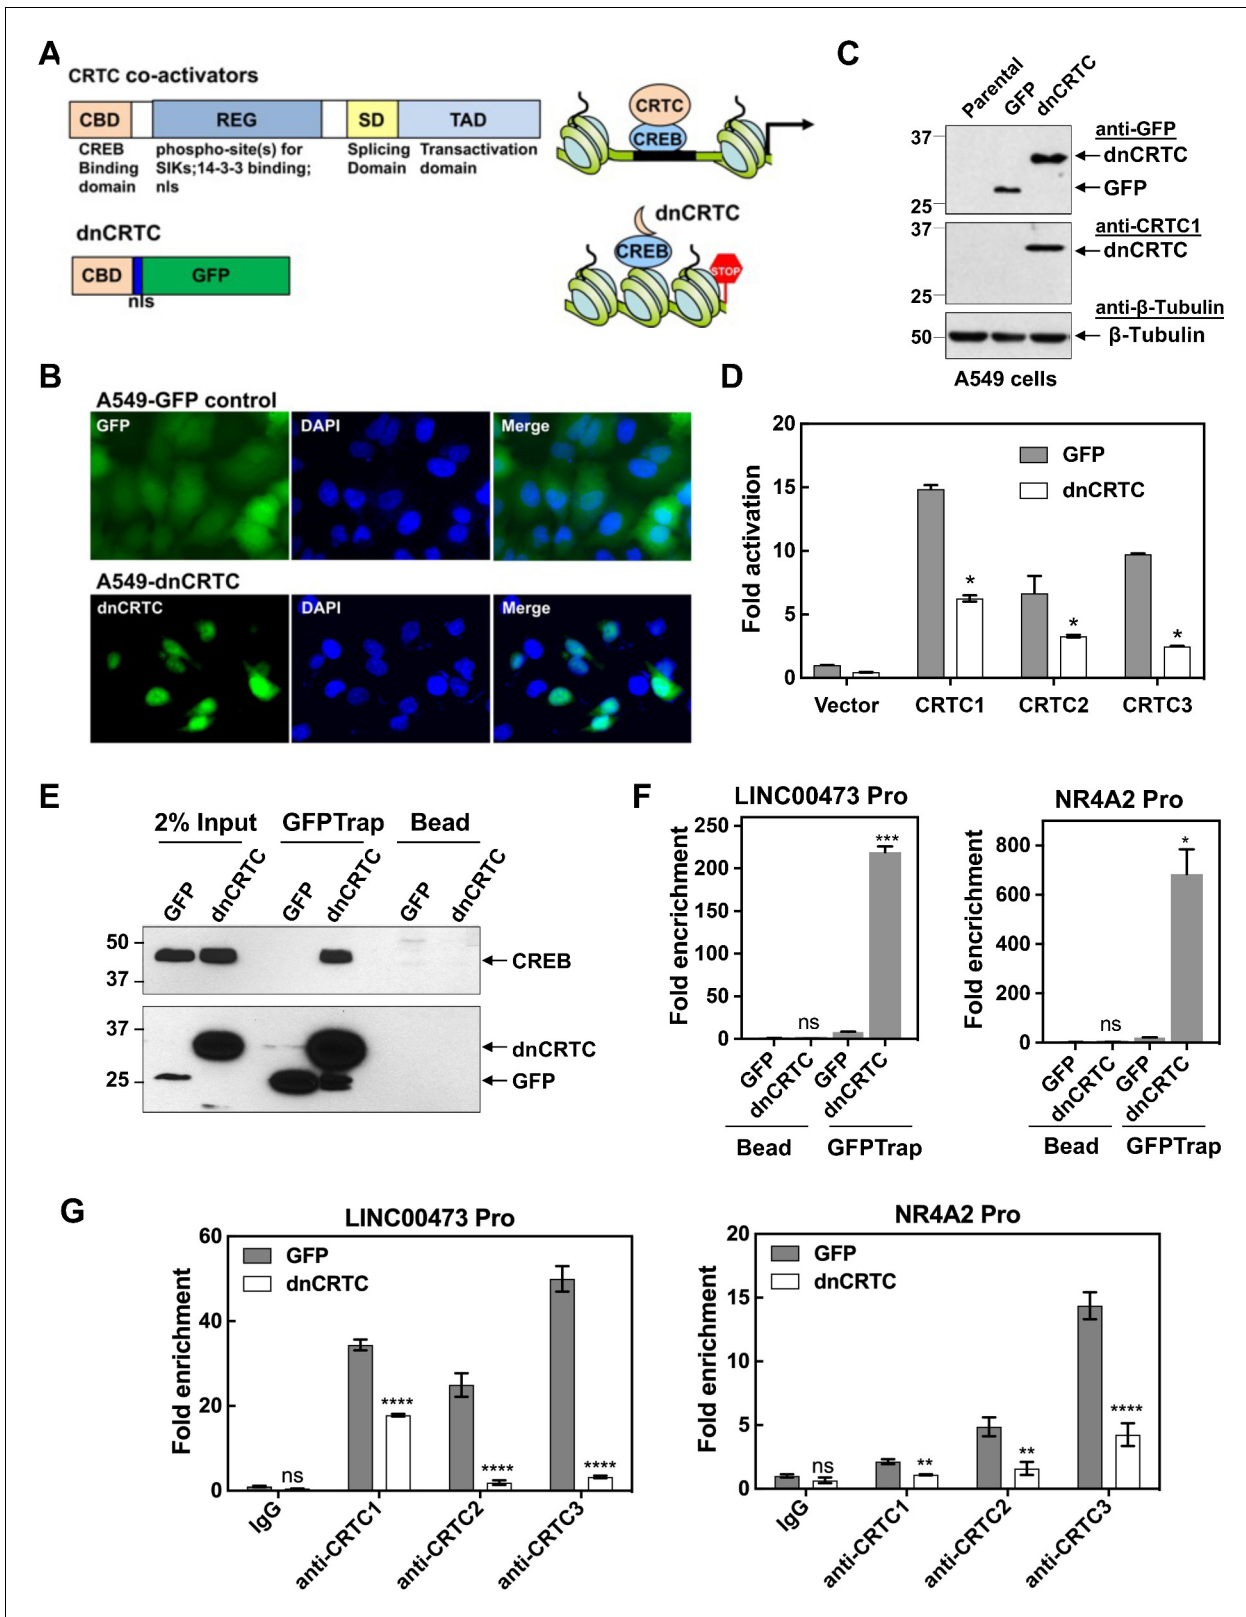 A
CRTC co-activators
CBD
REG
SD
TAD
CREB
Binding
domain
phospho-site(s) for
SIKs;14-3-3 binding;
nls
Splicing
Domain
Transactivation
domain
CRTC
CREB
dnCRTC
CBD
GFP
nls
dnCRTC
CREB
STOP
B
A549-GFP control
GFP
DAPI
Merge
A549-dnCRTC
dnCRTC
DAPI
Merge
C
Parental
GFP
dnCRTC
37
25
anti-GFP
dnCRTC
GFP
37
25
anti-CRTC1
dnCRTC
50
anti-β-Tubulin
β-Tubulin
A549 cells
D
Fold activation
20
15
10
5
0
GFP
dnCRTC
*
*
*
Vector
CRTC1
CRTC2
CRTC3
E
2% Input
GFPTrap
Bead
GFP
dnCRTC
GFP
dnCRTC
GFP
dnCRTC
50
37
CREB
37
25
dnCRTC
GFP
F
LINC00473 Pro
Fold encrichment
250
200
150
100
50
0
ns
***
GFP
dnCRTC
GFP
dnCRTC
Bead
GFPTrap
NR4A2 Pro
Fold encrichment
800
600
400
200
0
ns
*
GFP
dnCRTC
GFP
dnCRTC
Bead
GFPTrap
G
LINC00473 Pro
Fold enrichment
60
40
20
0
GFP
dnCRTC
ns
****
****
****
IgG
anti-CRTC1
anti-CRTC2
anti-CRTC3
NR4A2 Pro
Fold enrichment
20
15
10
5
0
GFP
dnCRTC
ns
**
**
****
IgG
anti-CRTC1
anti-CRTC2
anti-CRTC3